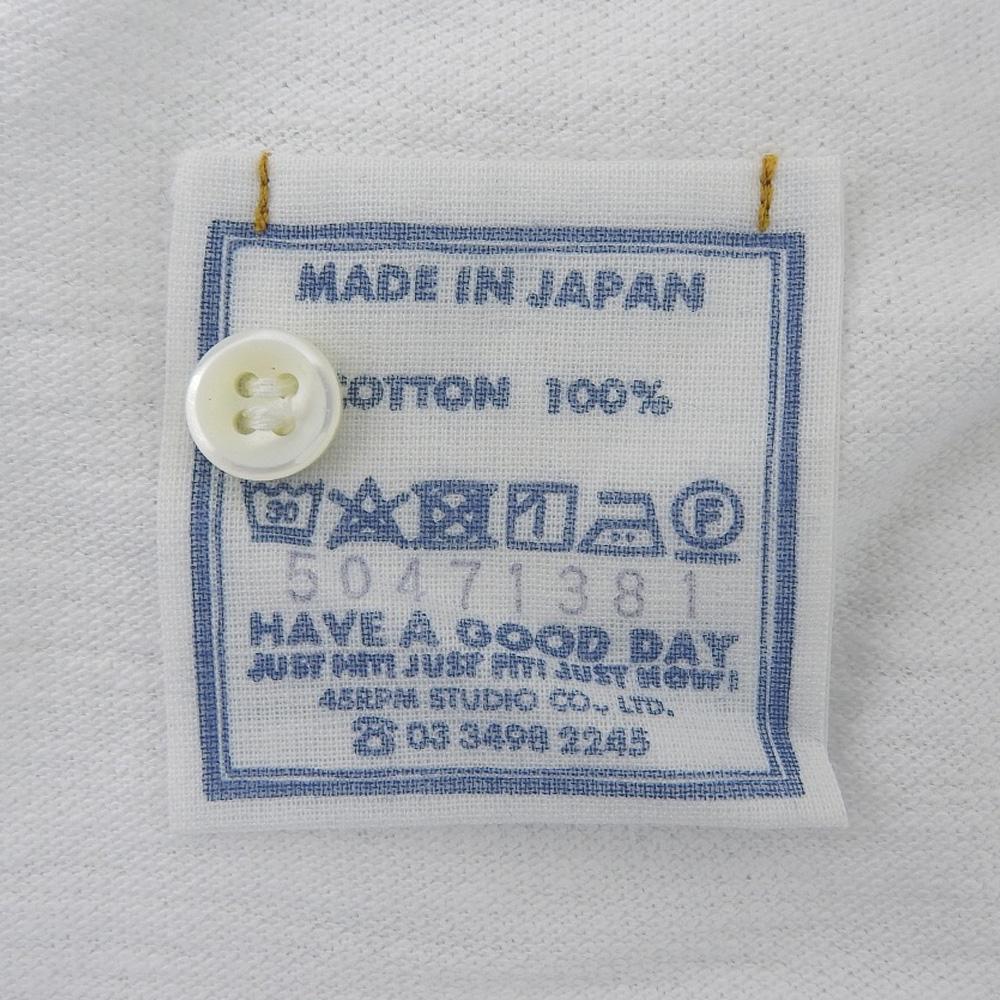 MADE IN JAPAN
COTTON 100%
30 F
50471381
HAVE A GOOD DAY
JUST HIT! JUST FIT! JUST NOW!
45RPM STUDIO CO., LTD.
☎ 03 3498 2245